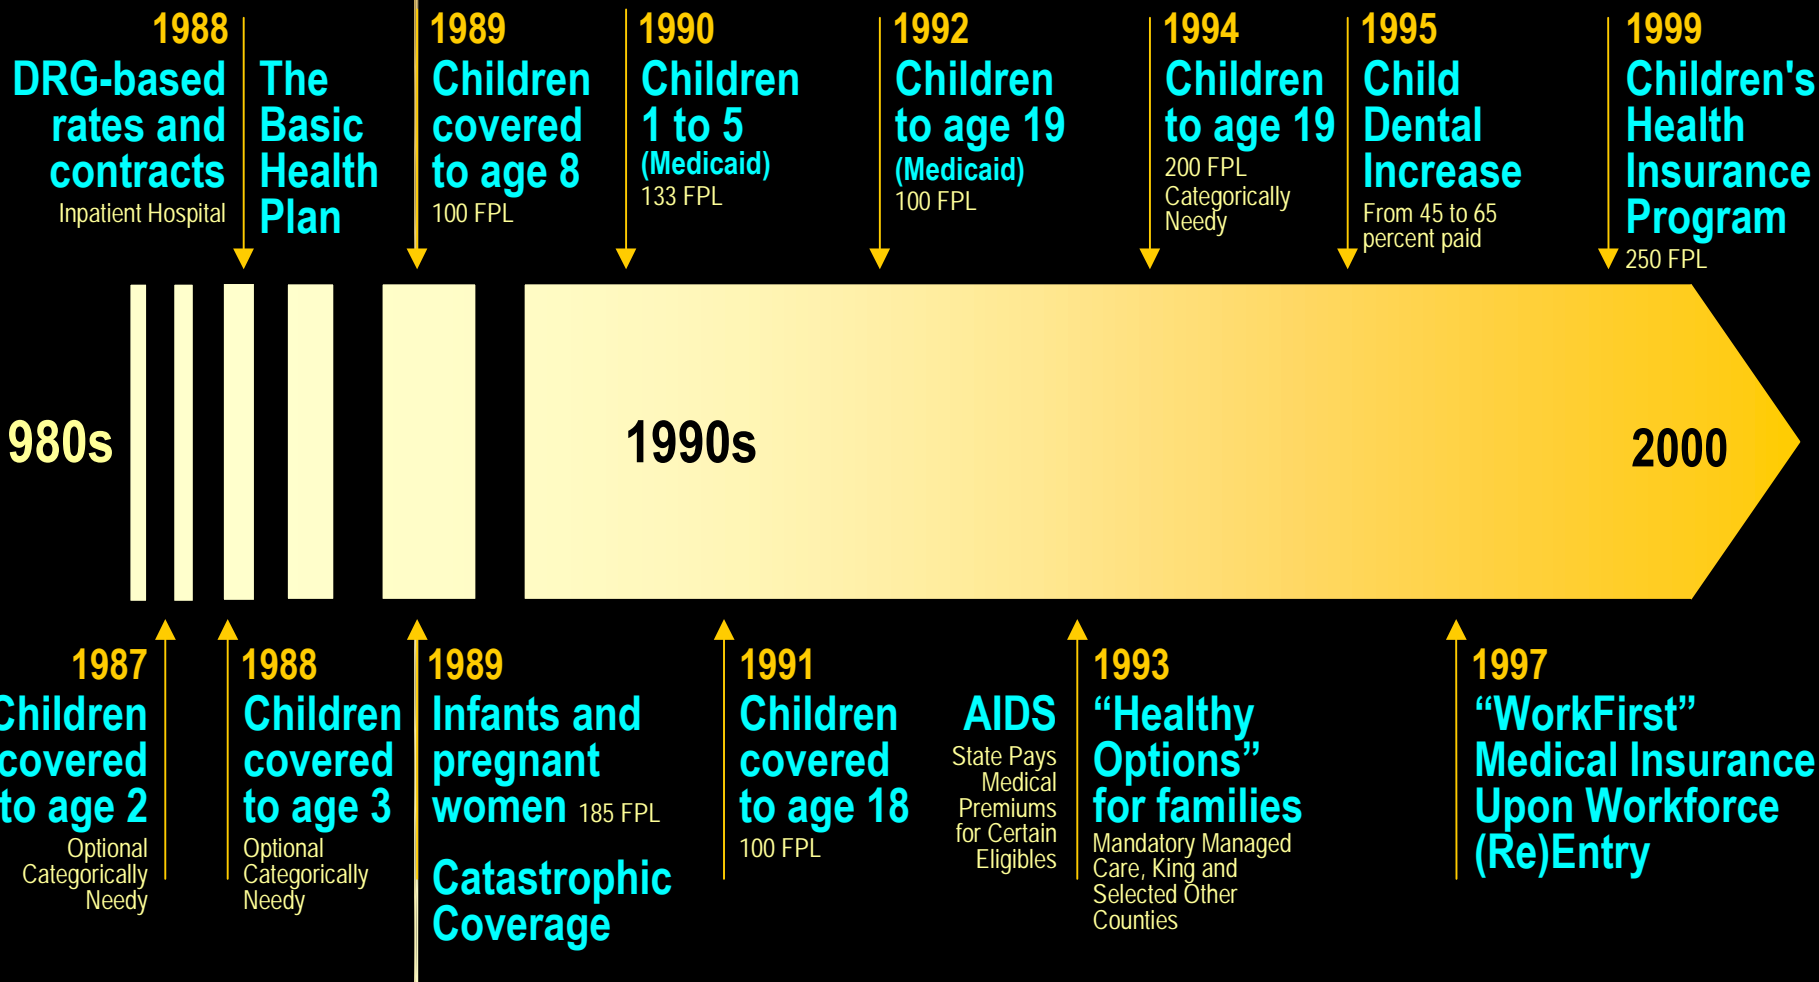 1988
DRG-based
rates and
contracts
Inpatient Hospital
The
Basic
Health
Plan
1989
Children
covered
to age 8
100 FPL
1990
Children
1 to 5
(Medicaid)
133 FPL
1992
Children
to age 19
(Medicaid)
100 FPL
1994
Children
to age 19
200 FPL
Categorically
Needy
1995
Child
Dental
Increase
From 45 to 65
percent paid
1999
Children's
Health
Insurance
Program
250 FPL
980s
1990s
2000
1987
Children
covered
to age 2
Optional
Categorically
Needy
1988
Children
covered
to age 3
Optional
Categorically
Needy
1989
Infants and
pregnant
women 185 FPL
Catastrophic
Coverage
1991
Children
covered
to age 18
100 FPL
AIDS
State Pays
Medical
Premiums
for Certain
Eligibles
1993
“Healthy
Options”
for families
Mandatory Managed
Care, King and
Selected Other
Counties
1997
“WorkFirst”
Medical Insurance
Upon Workforce
(Re)Entry